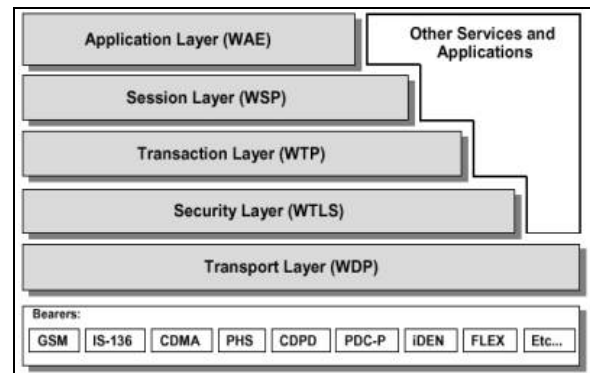 Application Layer (WAE)
Other Services and
Applications
Session Layer (WSP)
Transaction Layer (WTP)
Security Layer (WTLS)
Transport Layer (WDP)
Bearers:
GSM IS-136 CDMA PHS CDPD PDC-P iDEN FLEX Etc...